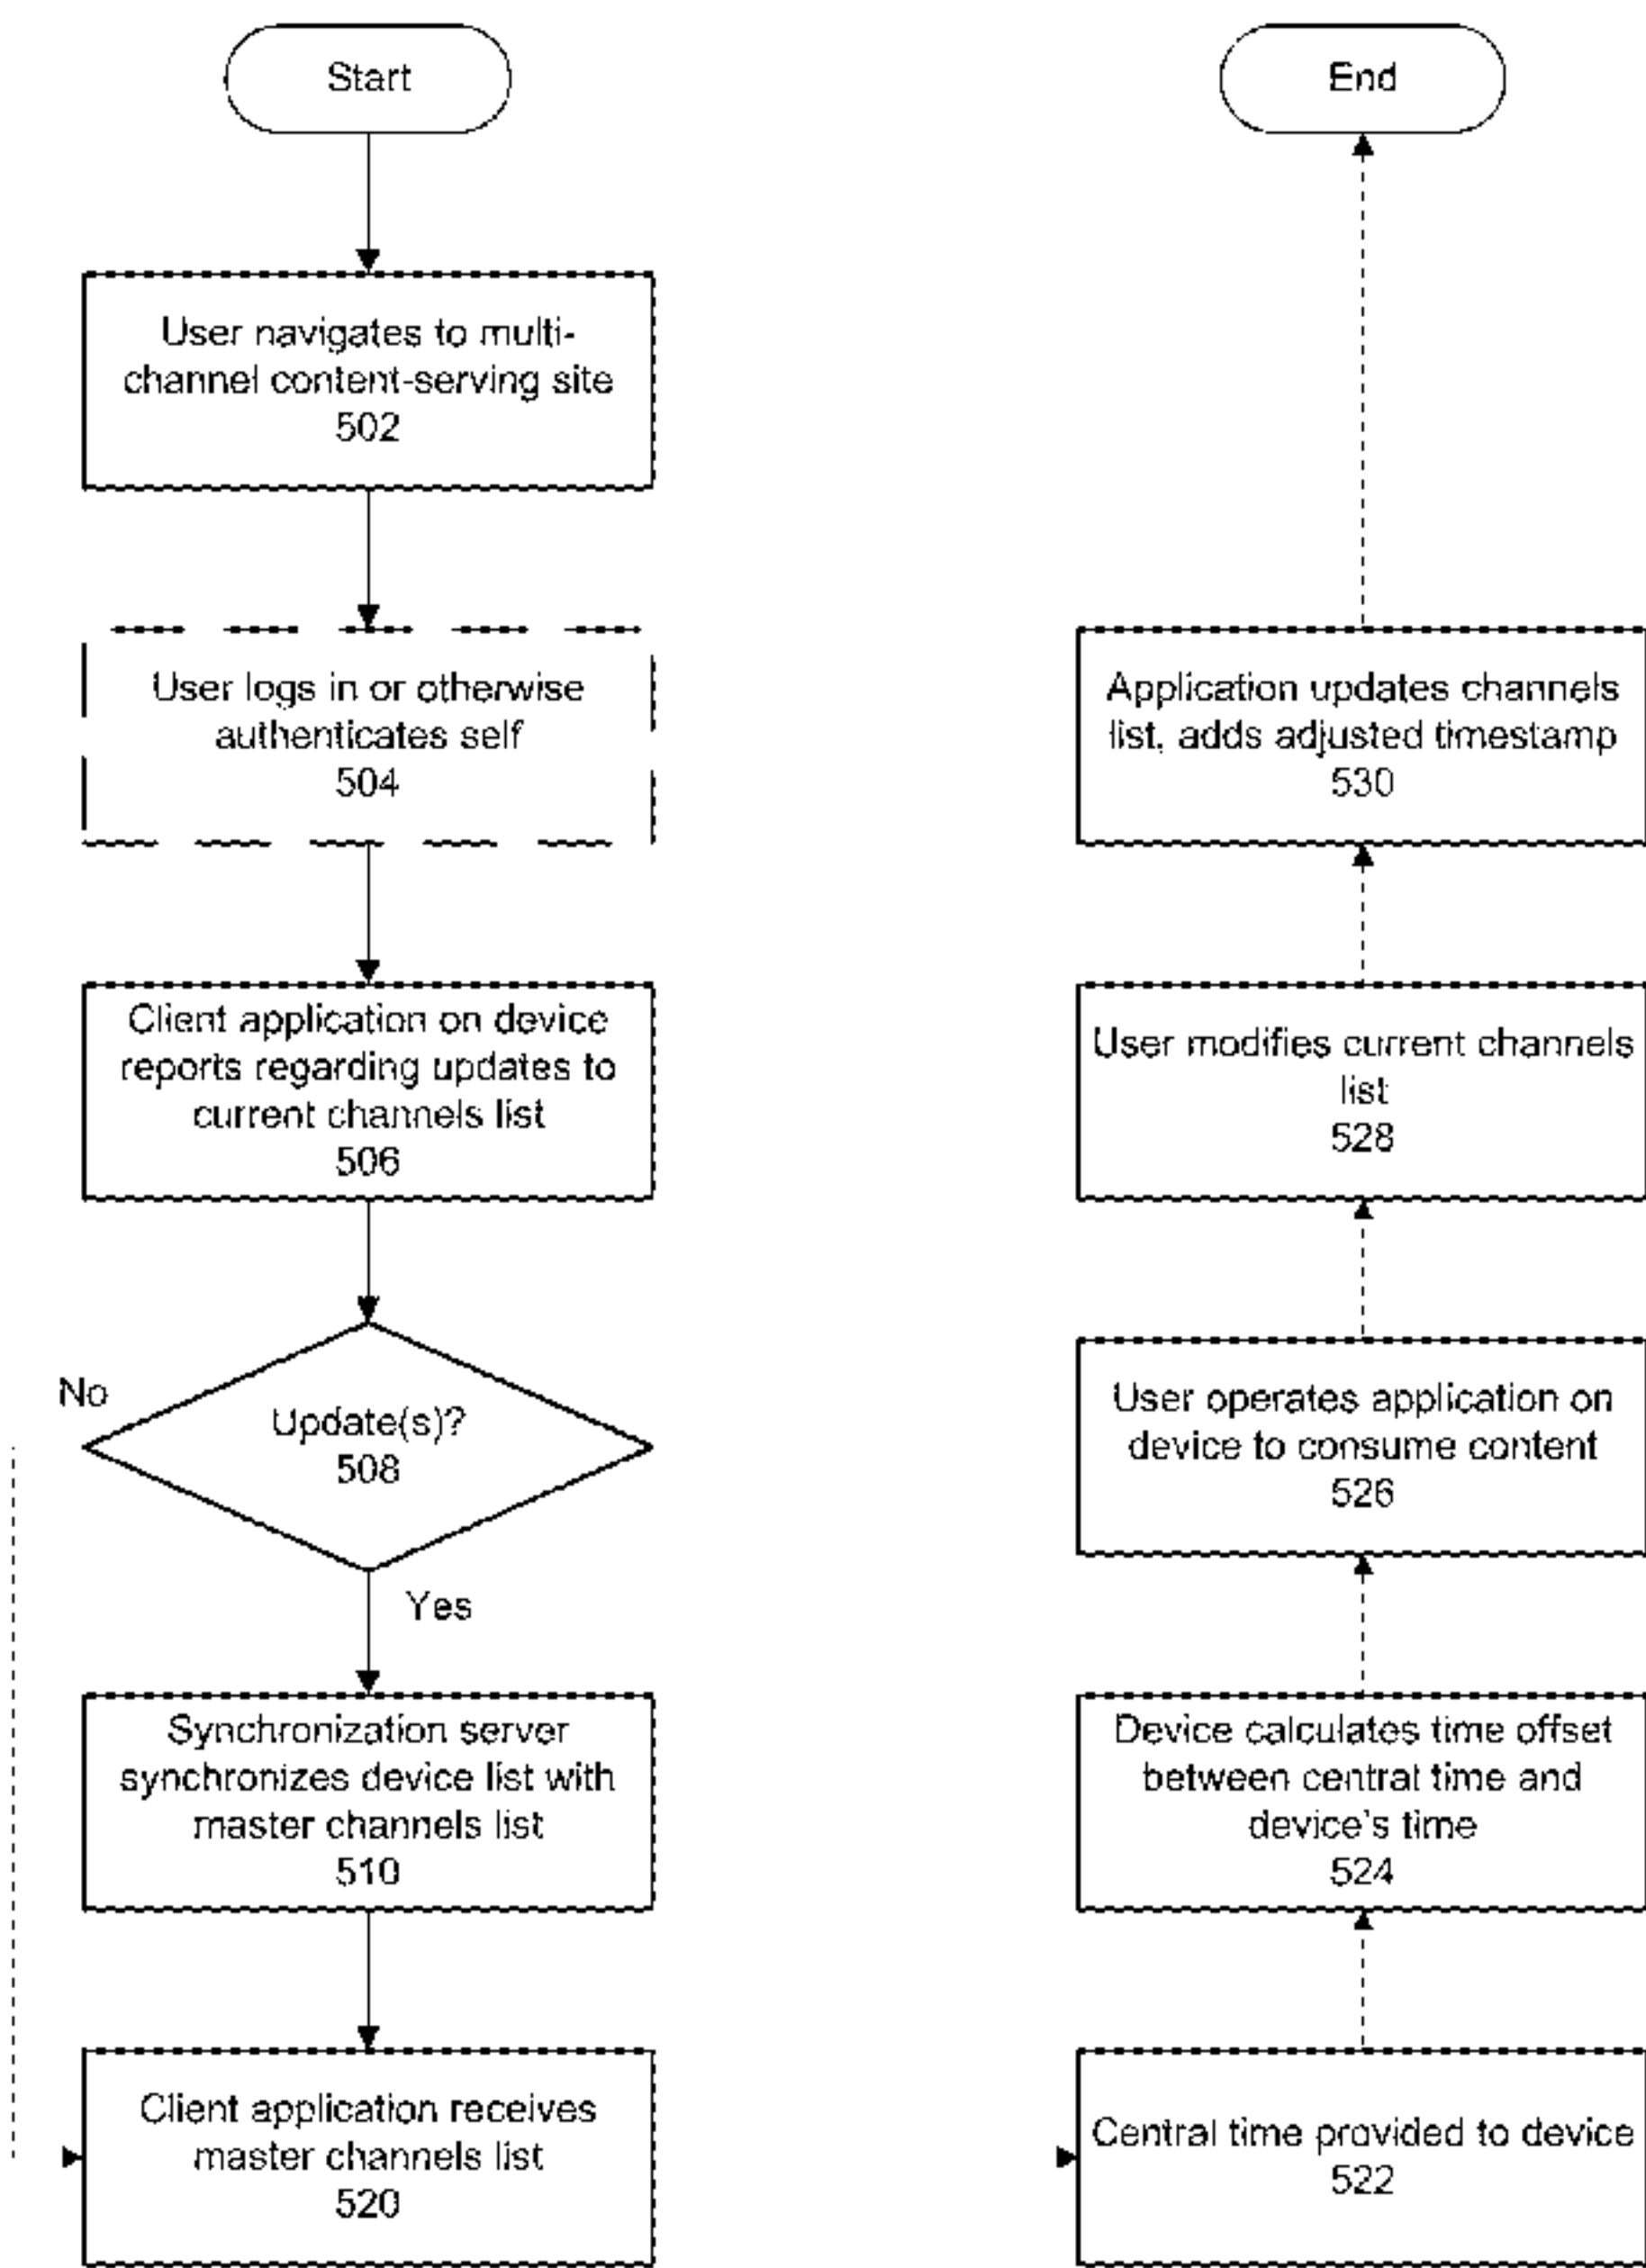 Start
User navigates to multi-
channel content-serving site
502
User logs in or otherwise
authenticates self
504
Client application on device
reports regarding updates to
current channels list
506
No
Update(s)?
508
Yes
Synchronization server
synchronizes device list with
master channels list
510
Client application receives
master channels list
520
End
Application updates channels
list, adds adjusted timestamp
530
User modifies current channels
list
528
User operates application on
device to consume content
526
Device calculates time offset
between central time and
device's time
524
Central time provided to device
522